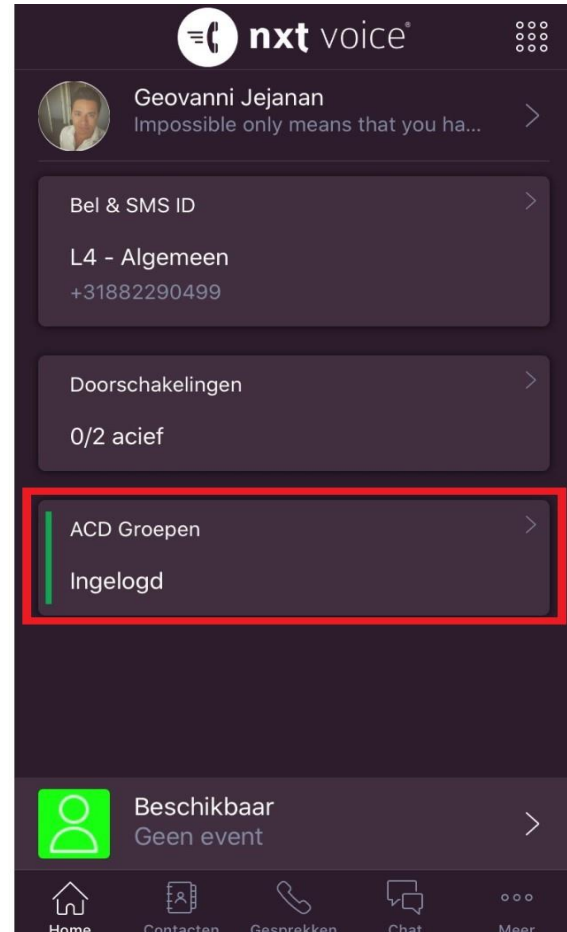 nxt voice®
Geovanni Jejanan
Impossible only means that you ha...
Bel & SMS ID
L4 - Algemeen
+31882290499
Doorschakelingen
0/2 acief
ACD Groepen
Ingelogd
Beschikbaar
Geen event
Home Contacten Gesprekken Chat Meer